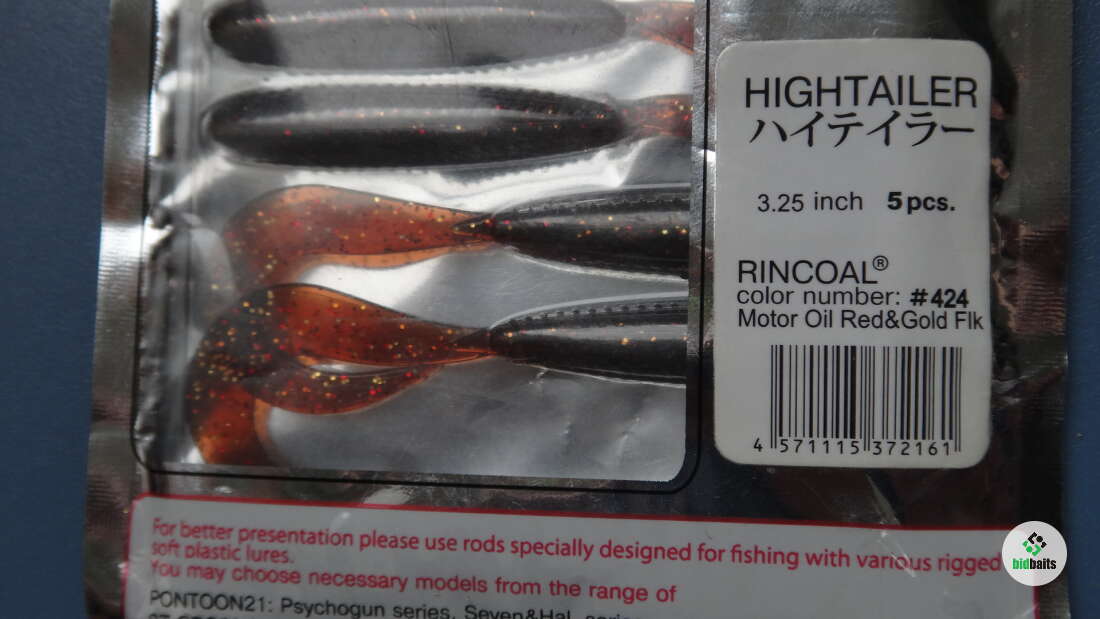 HIGHTAILER
ハイテイラー
3.25 inch 5pcs.
RINCOAL®
color number: #424
Motor Oil Red&Gold Flk
4 571115 372161
For better presentation please use rods specially designed for fishing with various rigged
soft plastic lures.
You may choose necessary models from the range of
PONTOON21: Psychogun series, Seven&Hal series
bidbaits